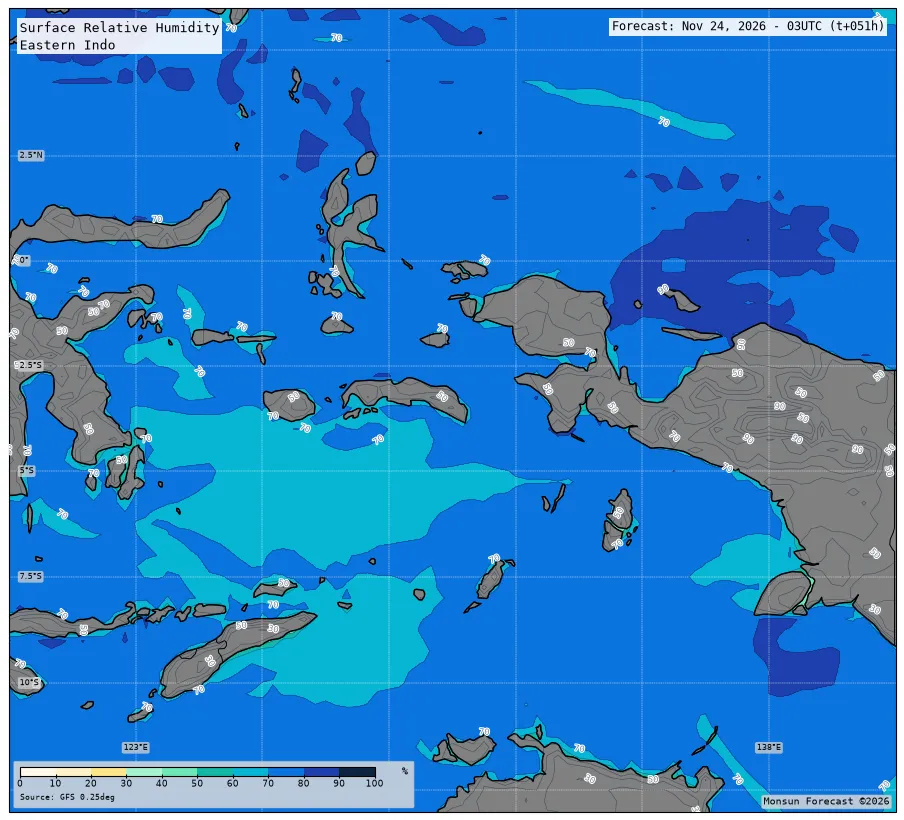 Surface Relative Humidity
Eastern Indo
Forecast: Nov 24, 2026 - 03UTC (t+051h)
2.5°N
0°
2.5°S
5°S
7.5°S
10°S
123°E
138°E
%
0 10 20 30 40 50 60 70 80 90 100
Source: GFS 0.25deg
Monsun Forecast ©2026